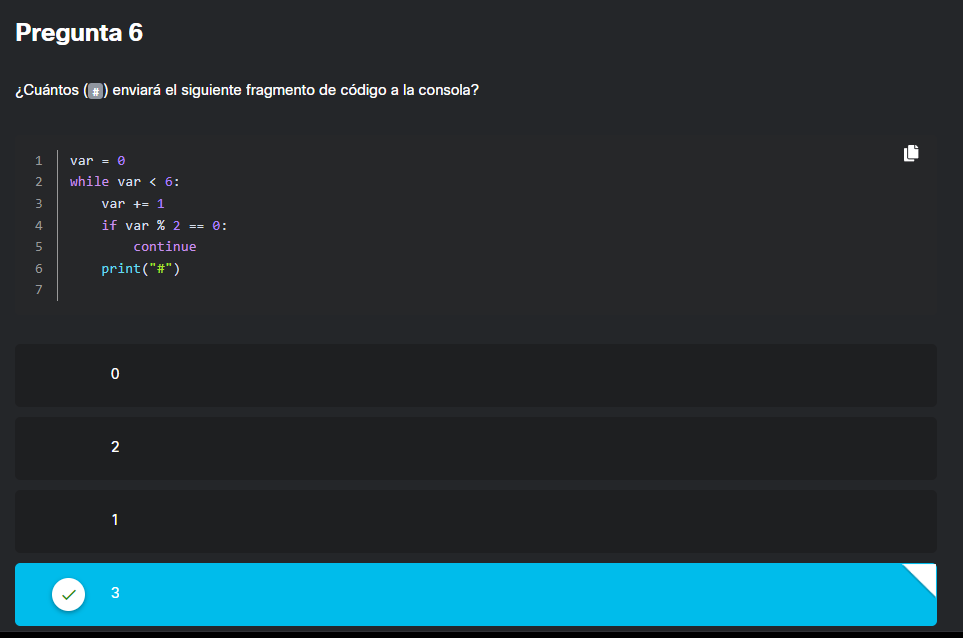 Pregunta 6
¿Cuántos (#) enviará el siguiente fragmento de código a la consola?
1 var = 0
2 while var < 6:
3     var += 1
4     if var % 2 == 0:
5         continue
6     print("#")
7
0
2
1
3